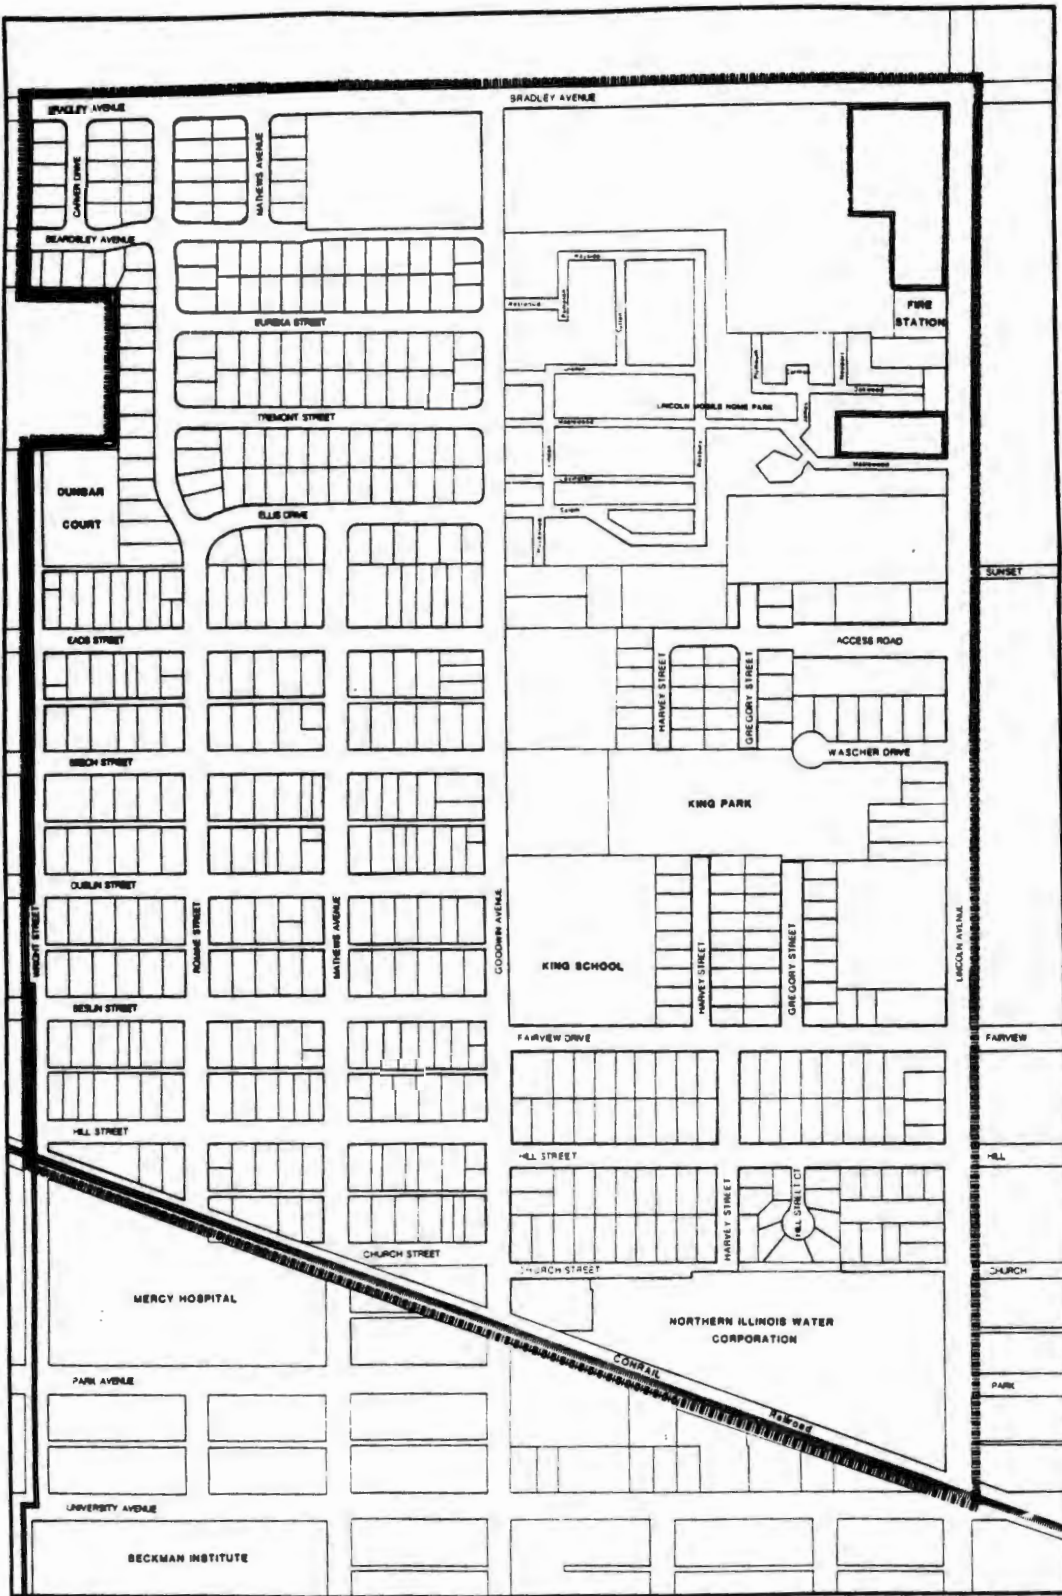 BRADLEY AVENUE
BRADLEY AVENUE
CARVER DRIVE
MATHEWS AVENUE
BEARDSLEY AVENUE
EUREKA STREET
FIRE
STATION
TREMONT STREET
LINCOLN MOBILE HOME PARK
Oakwood
Maplewood
DUNBAR
COURT
ELLIS DRIVE
SUNSET
EADS STREET
ACCESS ROAD
HARVEY STREET
GREGORY STREET
WASCHER DRIVE
BEECH STREET
KING PARK
DUBLIN STREET
WRIGHT STREET
ROMINE STREET
MATHEWS AVENUE
GOODWIN AVENUE
LINCOLN AVENUE
KING SCHOOL
HARVEY STREET
GREGORY STREET
BESLIN STREET
FAIRVIEW DRIVE
FAIRVIEW
HILL STREET
HILL STREET
HILL
HARVEY STREET
HILL STREET CT
CHURCH STREET
CHURCH STREET
CHURCH
MERCY HOSPITAL
NORTHERN ILLINOIS WATER
CORPORATION
CONRAIL
Railroad
PARK AVENUE
PARK
UNIVERSITY AVENUE
BECKMAN INSTITUTE